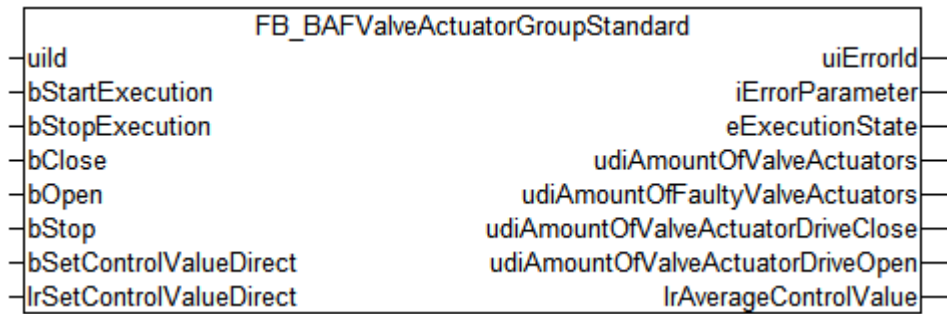 FB_BAFValveActuatorGroupStandard
uiId uiErrorId
bStartExecution iErrorParameter
bStopExecution eExecutionState
bClose udiAmountOfValveActuators
bOpen udiAmountOfFaultyValveActuators
bStop udiAmountOfValveActuatorDriveClose
bSetControlValueDirect udiAmountOfValveActuatorDriveOpen
lrSetControlValueDirect lrAverageControlValue